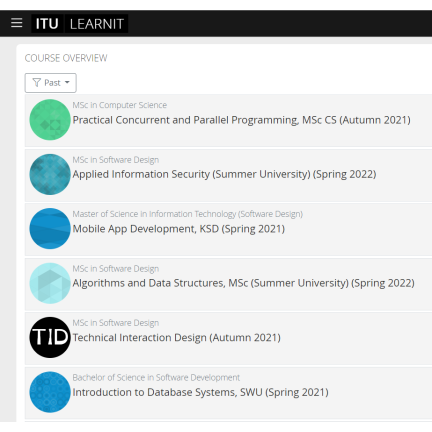 ITU LEARNIT
COURSE OVERVIEW
Past
MSc in Computer Science
Practical Concurrent and Parallel Programming, MSc CS (Autumn 2021)
MSc in Software Design
Applied Information Security (Summer University) (Spring 2022)
Master of Science in Information Technology (Software Design)
Mobile App Development, KSD (Spring 2021)
MSc in Software Design
Algorithms and Data Structures, MSc (Summer University) (Spring 2022)
MSc in Software Design
TID
Technical Interaction Design (Autumn 2021)
Bachelor of Science in Software Development
Introduction to Database Systems, SWU (Spring 2021)